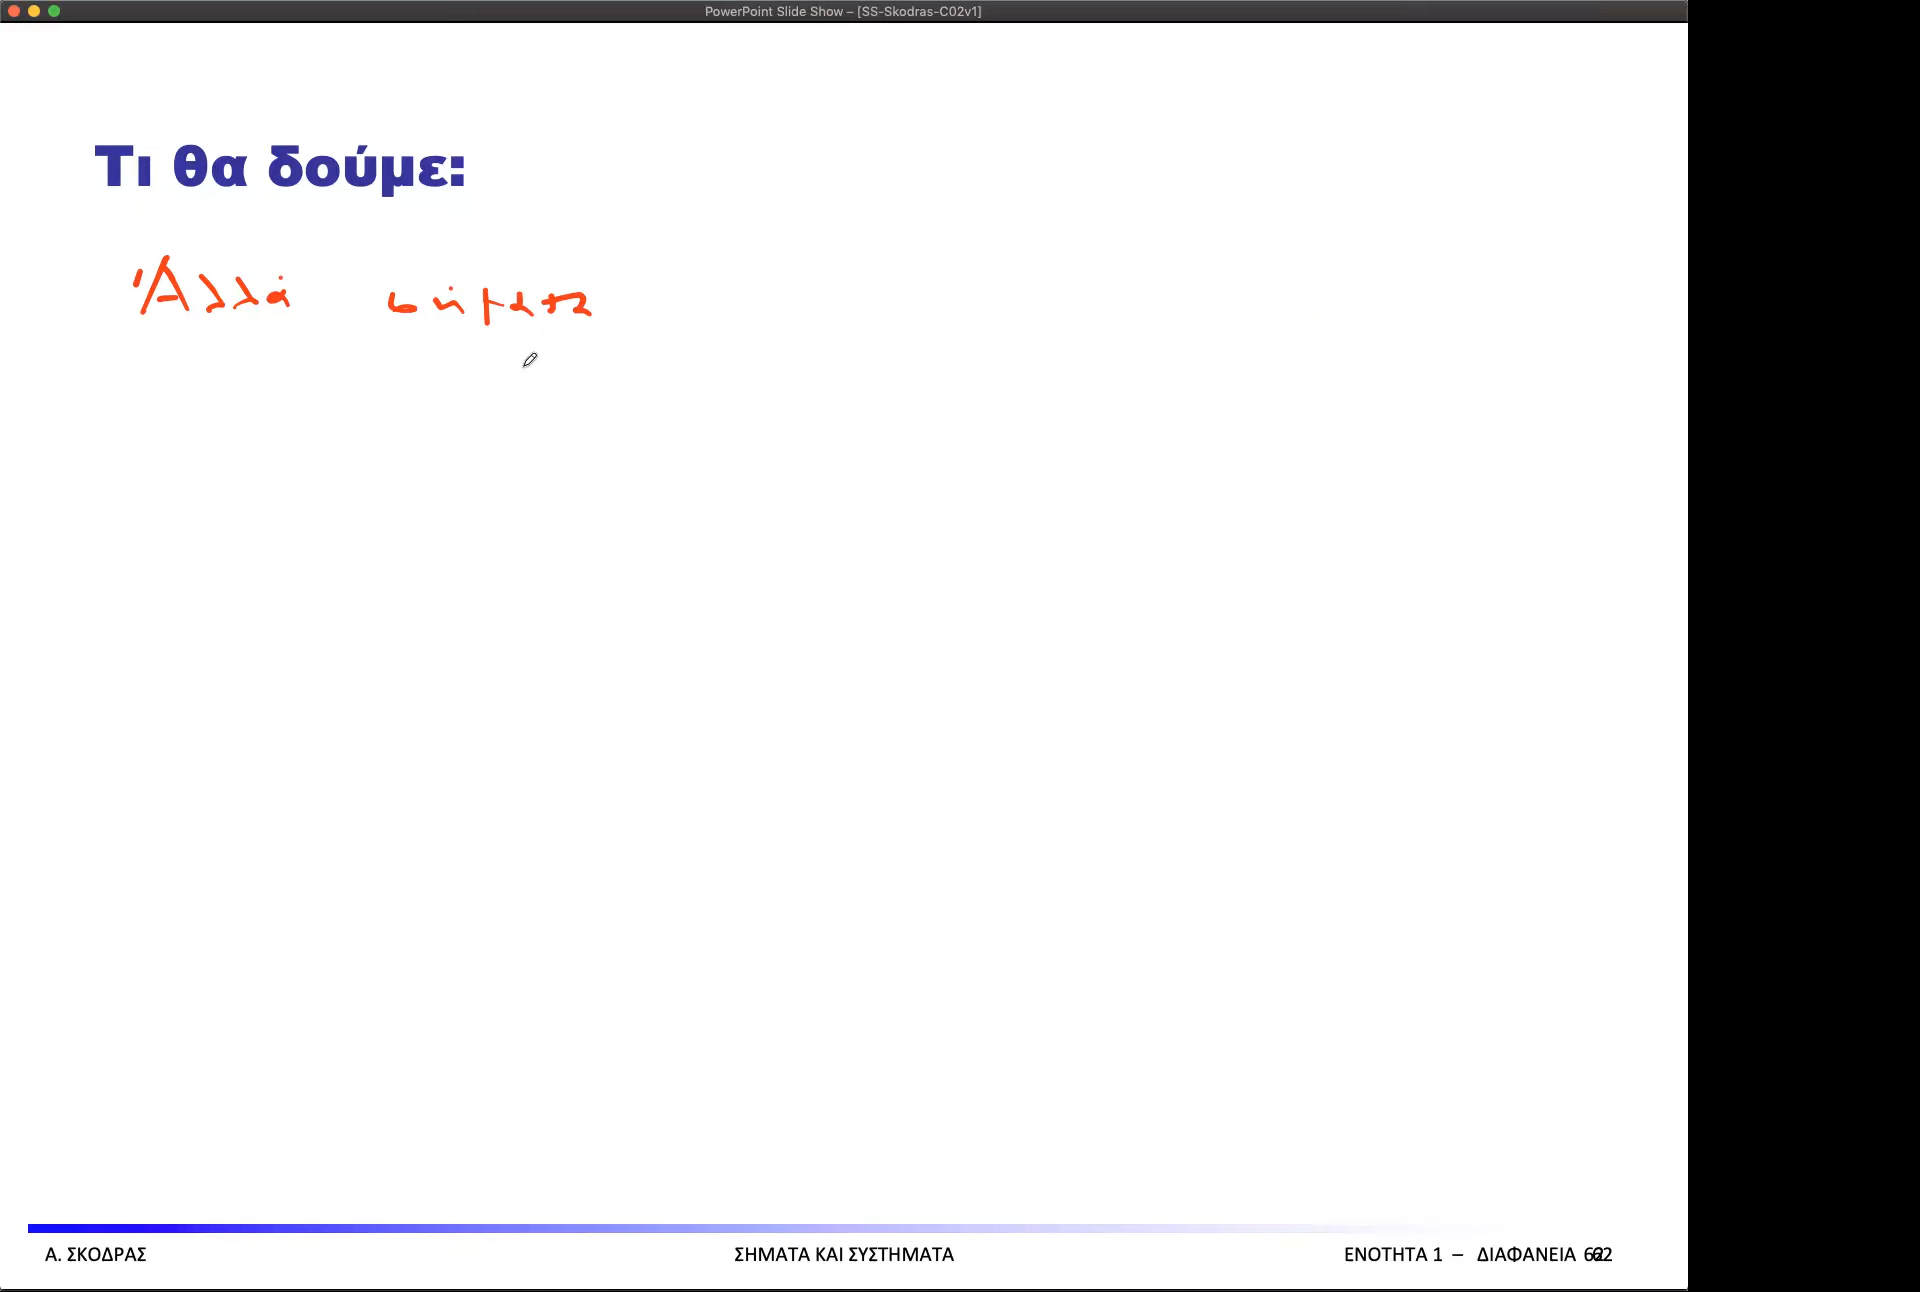 PowerPoint Slide Show – [SS-Skodras-C02v1]
Τι θα δούμε:
Άλλα σήματα
Α. ΣΚΟΔΡΑΣ
ΣΗΜΑΤΑ ΚΑΙ ΣΥΣΤΗΜΑΤΑ
ΕΝΟΤΗΤΑ 1 – ΔΙΑΦΑΝΕΙΑ